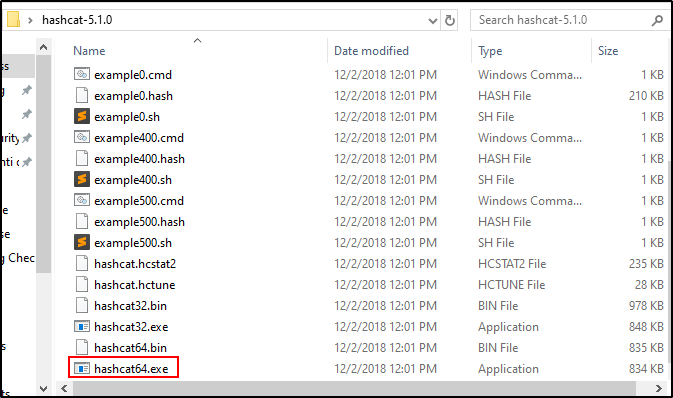 hashcat-5.1.0
Search hashcat-5.1.0
Name Date modified Type Size
example0.cmd 12/2/2018 12:01 PM Windows Comma... 1 KB
example0.hash 12/2/2018 12:01 PM HASH File 210 KB
example0.sh 12/2/2018 12:01 PM SH File 1 KB
example400.cmd 12/2/2018 12:01 PM Windows Comma... 1 KB
example400.hash 12/2/2018 12:01 PM HASH File 1 KB
example400.sh 12/2/2018 12:01 PM SH File 1 KB
example500.cmd 12/2/2018 12:01 PM Windows Comma... 1 KB
example500.hash 12/2/2018 12:01 PM HASH File 1 KB
example500.sh 12/2/2018 12:01 PM SH File 1 KB
hashcat.hcstat2 12/2/2018 12:01 PM HCSTAT2 File 235 KB
hashcat.hctune 12/2/2018 12:01 PM HCTUNE File 28 KB
hashcat32.bin 12/2/2018 12:01 PM BIN File 978 KB
hashcat32.exe 12/2/2018 12:01 PM Application 848 KB
hashcat64.bin 12/2/2018 12:01 PM BIN File 835 KB
hashcat64.exe 12/2/2018 12:01 PM Application 834 KB